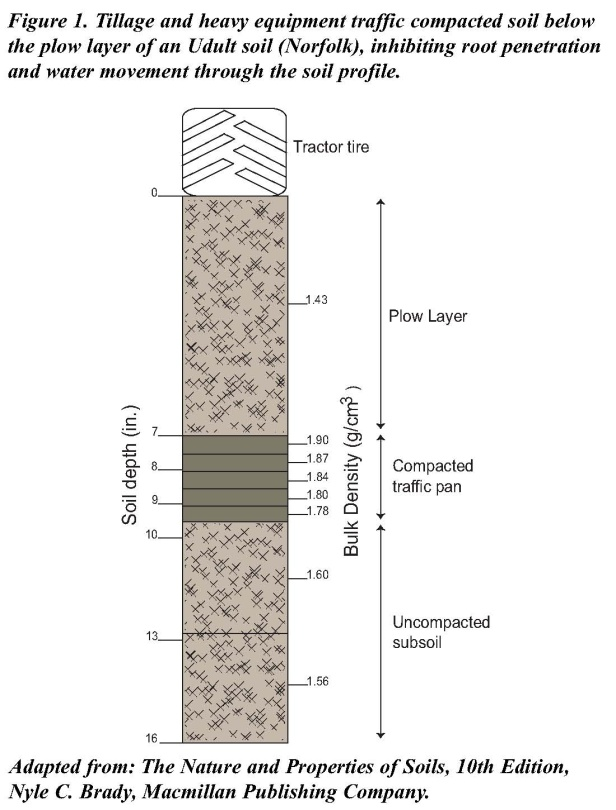 Figure 1. Tillage and heavy equipment traffic compacted soil below
the plow layer of an Udult soil (Norfolk), inhibiting root penetration
and water movement through the soil profile.
Tractor tire
0
1.43
Plow Layer
Soil depth (in.)
Bulk Density (g/cm³)
7
1.90
1.87
8
1.84
1.80
9
1.78
Compacted
traffic pan
10
1.60
Uncompacted
subsoil
13
1.56
16
Adapted from: The Nature and Properties of Soils, 10th Edition,
Nyle C. Brady, Macmillan Publishing Company.